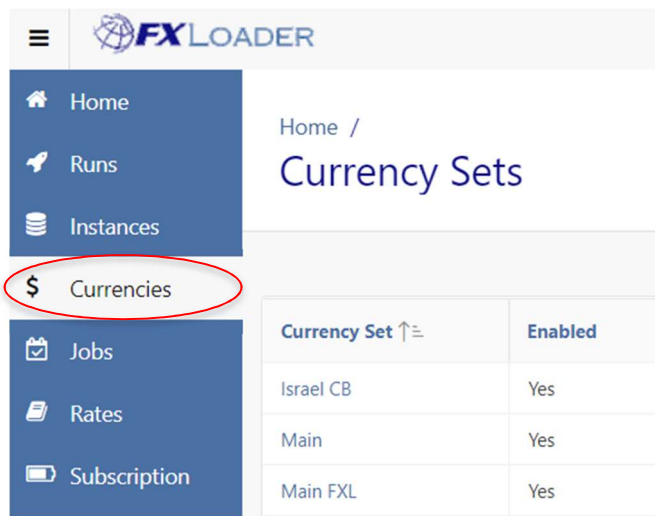 FXLOADER
Home
Runs
Instances
$ Currencies
Jobs
Rates
Subscription
Home /
Currency Sets
Currency Set Enabled
Israel CB Yes
Main Yes
Main FXL Yes